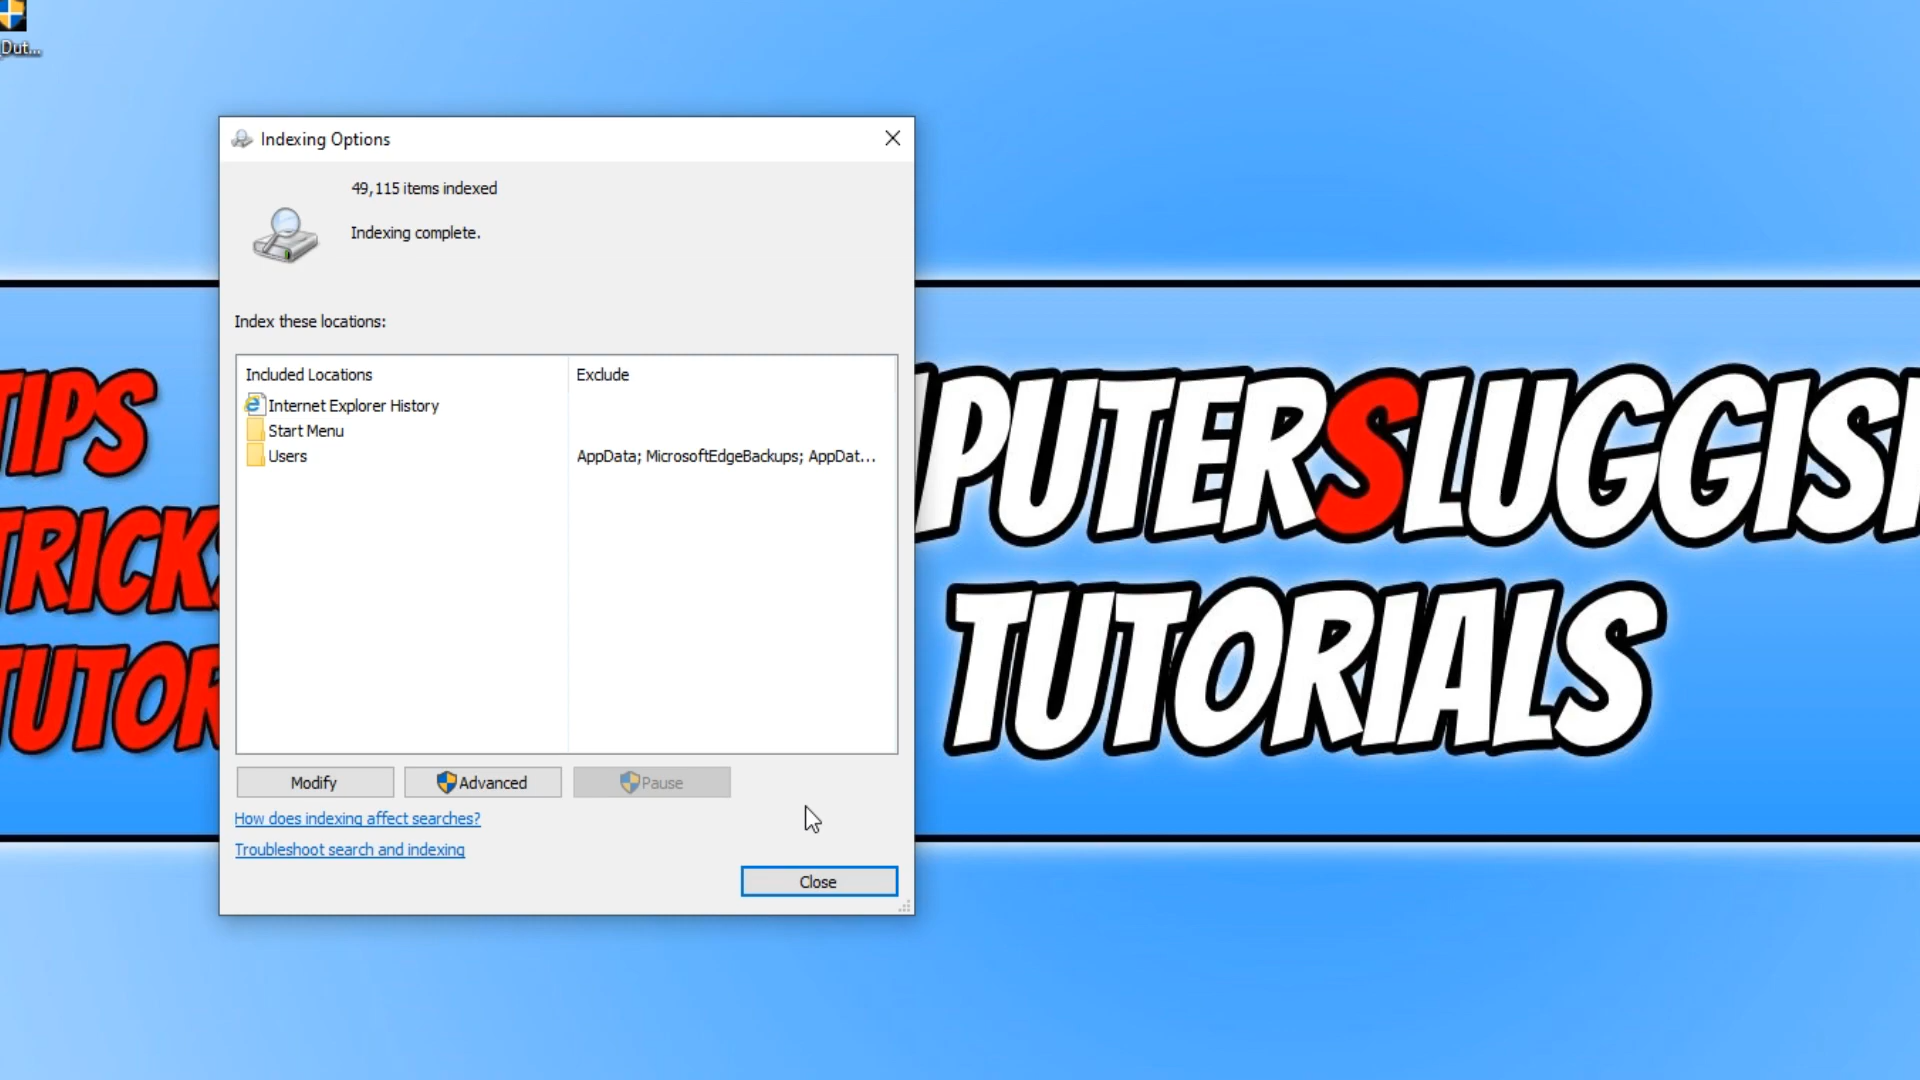 Dut...
Indexing Options
49,115 items indexed
Indexing complete.
Index these locations:
Included Locations Exclude
Internet Explorer History
Start Menu
Users AppData; MicrosoftEdgeBackups; AppDat...
Modify Advanced Pause
How does indexing affect searches?
Troubleshoot search and indexing
Close
TIPS
TRICKS
TUTOR
PUTERSLUGGISH
TUTORIALS